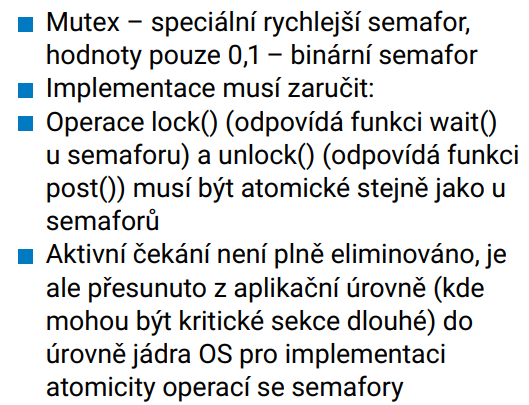 Mutex – speciální rychlejší semafor,
hodnoty pouze 0,1 – binární semafor
Implementace musí zaručit:
Operace lock() (odpovídá funkci wait()
u semaforu) a unlock() (odpovídá funkci
post()) musí být atomické stejně jako u
semaforů
Aktivní čekání není plně eliminováno, je
ale přesunuto z aplikační úrovně (kde
mohou být kritické sekce dlouhé) do
úrovně jádra OS pro implementaci
atomicity operací se semafory